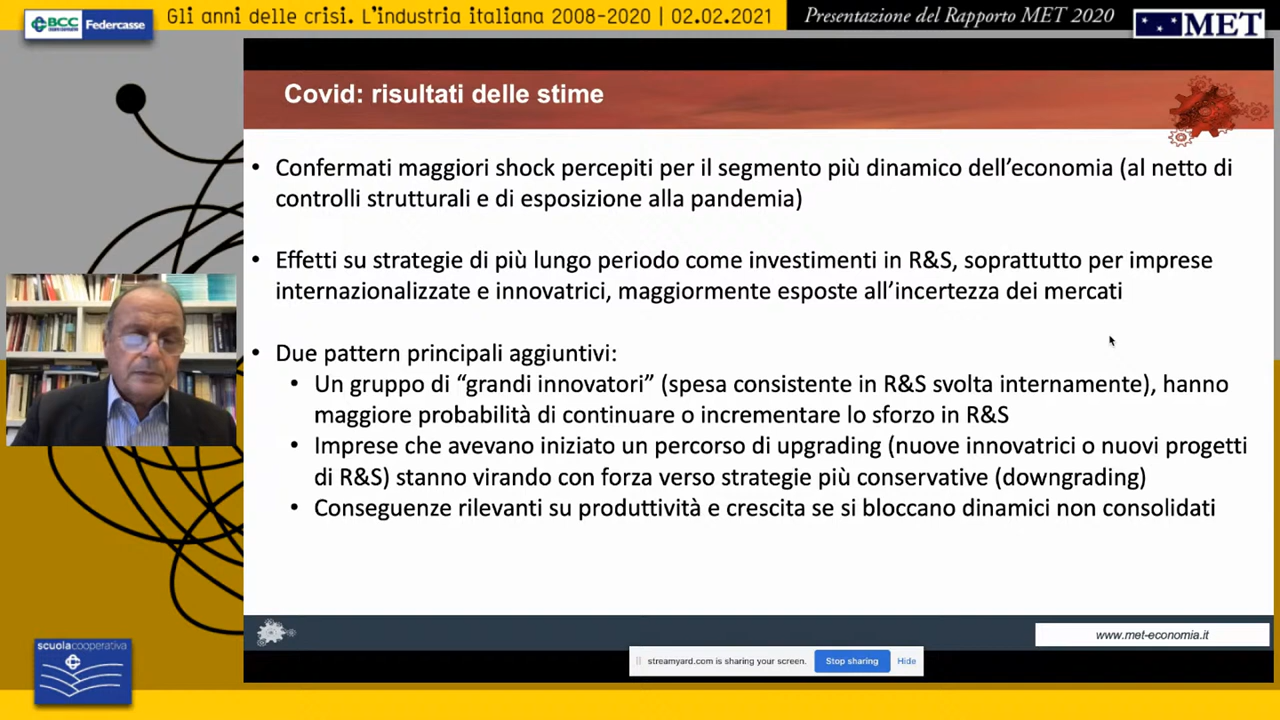 BCC
CREDITO COOPERATIVO
Federcasse
Gli anni delle crisi. L'industria italiana 2008-2020 | 02.02.2021
Presentazione del Rapporto MET 2020
MET
Covid: risultati delle stime
• Confermati maggiori shock percepiti per il segmento più dinamico dell'economia (al netto di
controlli strutturali e di esposizione alla pandemia)
• Effetti su strategie di più lungo periodo come investimenti in R&S, soprattutto per imprese
internazionalizzate e innovatrici, maggiormente esposte all'incertezza dei mercati
• Due pattern principali aggiuntivi:
• Un gruppo di “grandi innovatori” (spesa consistente in R&S svolta internamente), hanno
maggiore probabilità di continuare o incrementare lo sforzo in R&S
• Imprese che avevano iniziato un percorso di upgrading (nuove innovatrici o nuovi progetti
di R&S) stanno virando con forza verso strategie più conservative (downgrading)
• Conseguenze rilevanti su produttività e crescita se si bloccano dinamici non consolidati
www.met-economia.it
scuolacooperativa
streamyard.com is sharing your screen.
Stop sharing
Hide